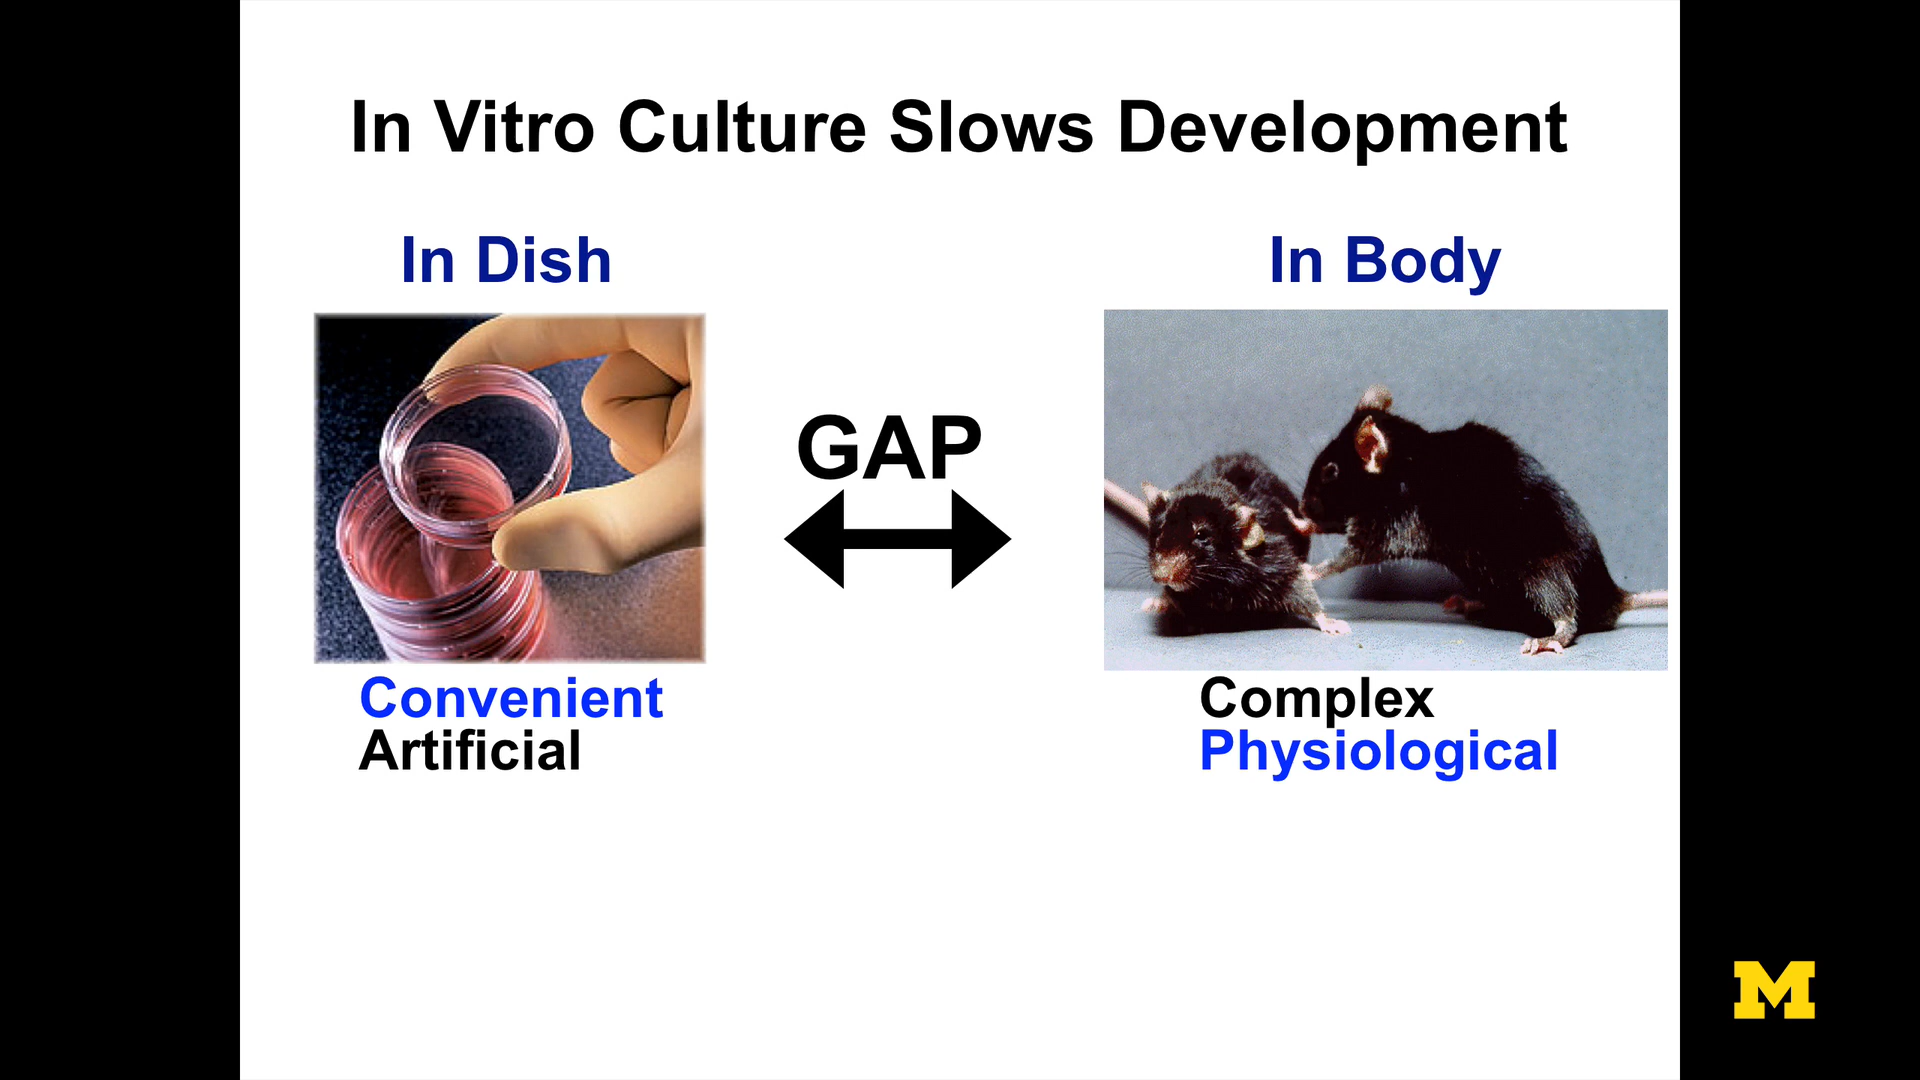 In Vitro Culture Slows Development
In Dish
In Body
GAP
Convenient
Artificial
Complex
Physiological
M